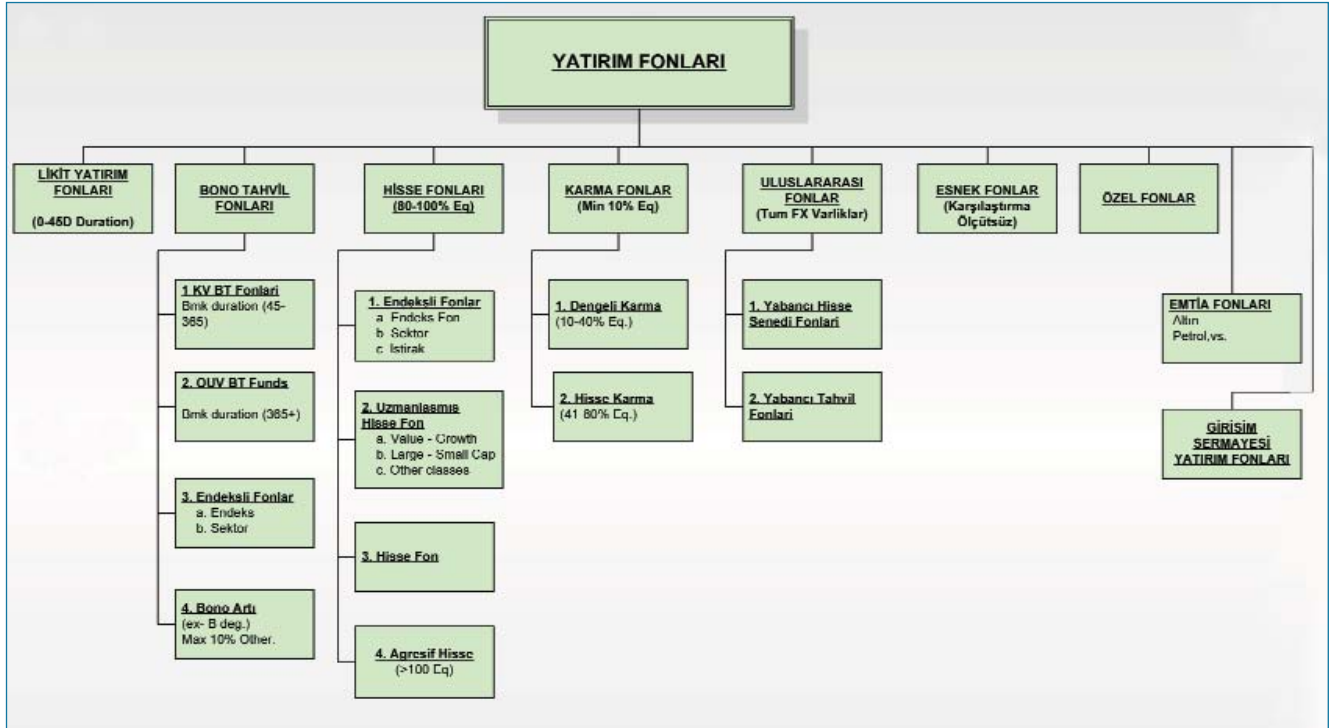 YATIRIM FONLARI
LİKİT YATIRIM
FONLARI
(0-45D Duration)
BONO TAHVİL
FONLARI
HİSSE FONLARI
(80-100% Eq)
KARMA FONLAR
(Min 10% Eq)
ULUSLARARASI
FONLAR
(Tum FX Varliklar)
ESNEK FONLAR
(Karşılaştırma
Ölçütsüz)
ÖZEL FONLAR
1 KV BT Fonlari
Bmk duration (45-
365)
2. OUV BT Funds
Bmk duration (365+)
3. Endeksli Fonlar
a. Endeks
b. Sektor
4. Bono Artı
(ex- B deg.)
Max 10% Other.
1. Endeksli Fonlar
a Endeks Fon
b. Sektor
c. Istirak
2. Uzmanlasmıs
Hisse Fon
a. Value - Growth
b. Large - Small Cap
c. Other classes
3. Hisse Fon
4. Agresif Hisse
(>100 Eq)
1. Dengeli Karma
(10-40% Eq.)
2. Hisse Karma
(41 80% Eq.)
1. Yabancı Hisse
Senedi Fonlari
2. Yabancı Tahvil
Fonlari
EMTİA FONLARI
Altın
Petrol,vs.
GİRİSİM
SERMAYESİ
YATIRIM FONLARI